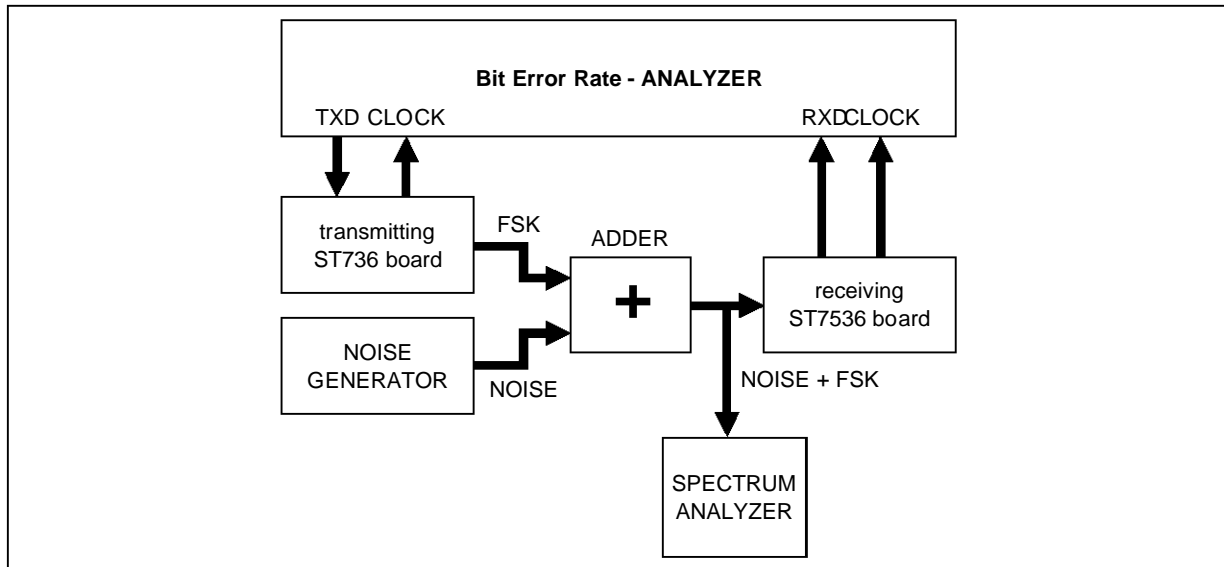 Bit Error Rate - ANALYZER
TXD CLOCK
RXDCLOCK
transmitting
ST736 board
FSK
ADDER
+
receiving
ST7536 board
NOISE
GENERATOR
NOISE
NOISE + FSK
SPECTRUM
ANALYZER